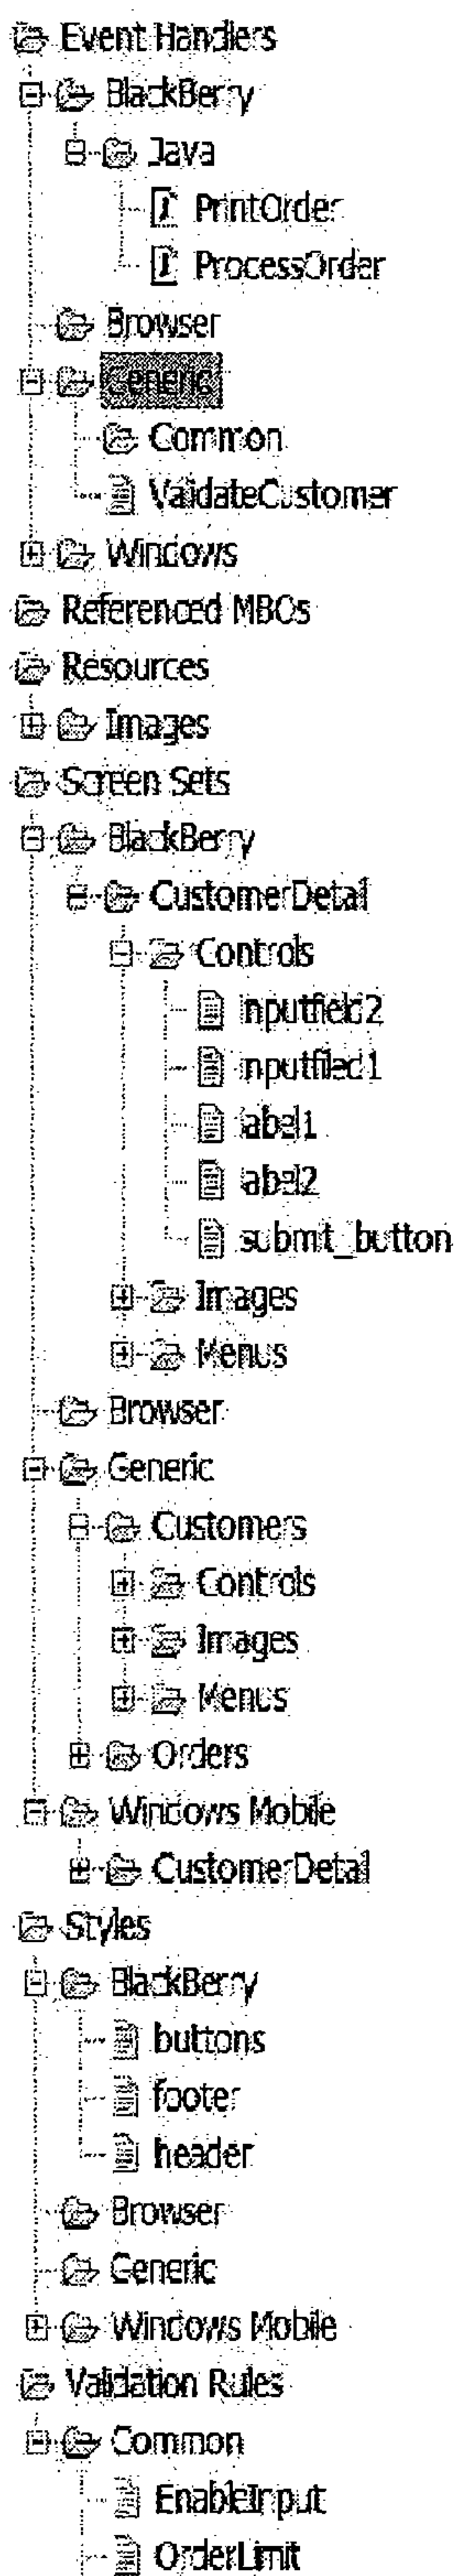 Event Handlers
BlackBerry
Java
PrintOrder
ProcessOrder
Browser
Generic
Common
ValidateCustomer
Windows
Referenced MBOs
Resources
Images
Screen Sets
BlackBerry
CustomerDetail
Controls
inputfield2
inputfiled1
label1
label2
submit_button
Images
Menus
Browser
Generic
Customers
Controls
Images
Menus
Orders
Windows Mobile
CustomerDetail
Styles
BlackBerry
buttons
footer
header
Browser
Generic
Windows Mobile
Validation Rules
Common
EnableInput
OrderLimit